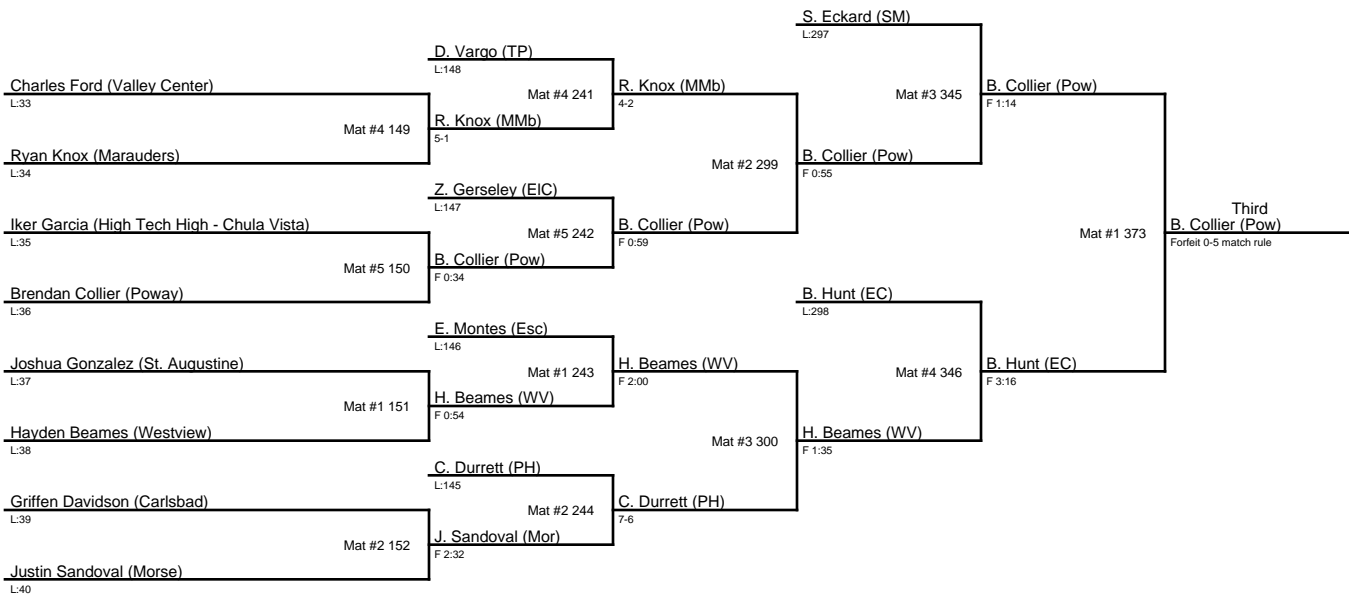 S. Eckard (SM)
L:297
D. Vargo (TP)
L:148
Charles Ford (Valley Center)
L:33
Mat #4 241
R. Knox (MMb)
4-2
Mat #3 345
B. Collier (Pow)
F 1:14
Mat #4 149
R. Knox (MMb)
5-1
Ryan Knox (Marauders)
L:34
Mat #2 299
B. Collier (Pow)
F 0:55
Z. Gerseley (ElC)
L:147
Iker Garcia (High Tech High - Chula Vista)
L:35
Mat #5 242
B. Collier (Pow)
F 0:59
Mat #1 373
Third
B. Collier (Pow)
Forfeit 0-5 match rule
Mat #5 150
B. Collier (Pow)
F 0:34
Brendan Collier (Poway)
L:36
B. Hunt (EC)
L:298
E. Montes (Esc)
L:146
Joshua Gonzalez (St. Augustine)
L:37
Mat #1 243
H. Beames (WV)
F 2:00
Mat #4 346
B. Hunt (EC)
F 3:16
Mat #1 151
H. Beames (WV)
F 0:54
Hayden Beames (Westview)
L:38
Mat #3 300
H. Beames (WV)
F 1:35
C. Durrett (PH)
L:145
Griffen Davidson (Carlsbad)
L:39
Mat #2 244
C. Durrett (PH)
7-6
Mat #2 152
J. Sandoval (Mor)
F 2:32
Justin Sandoval (Morse)
L:40